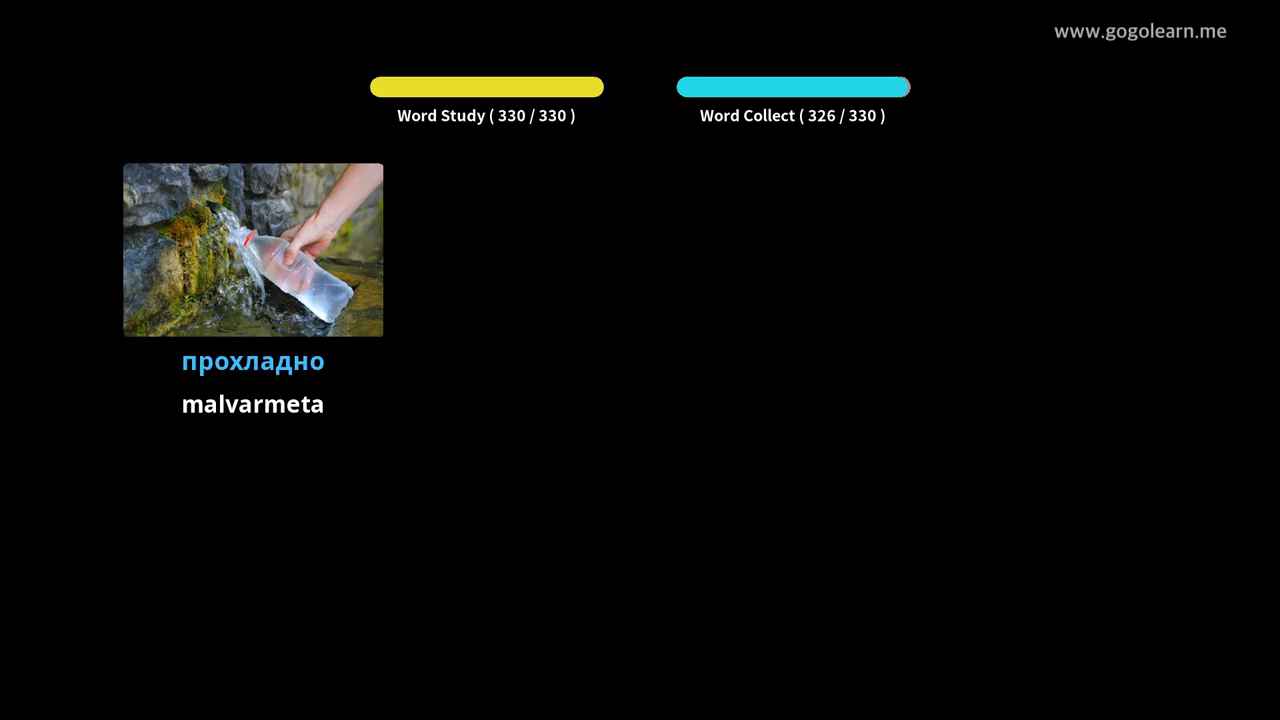 www.gogolearn.me
Word Study ( 330 / 330 )
Word Collect ( 326 / 330 )
прохладно
malvarmeta